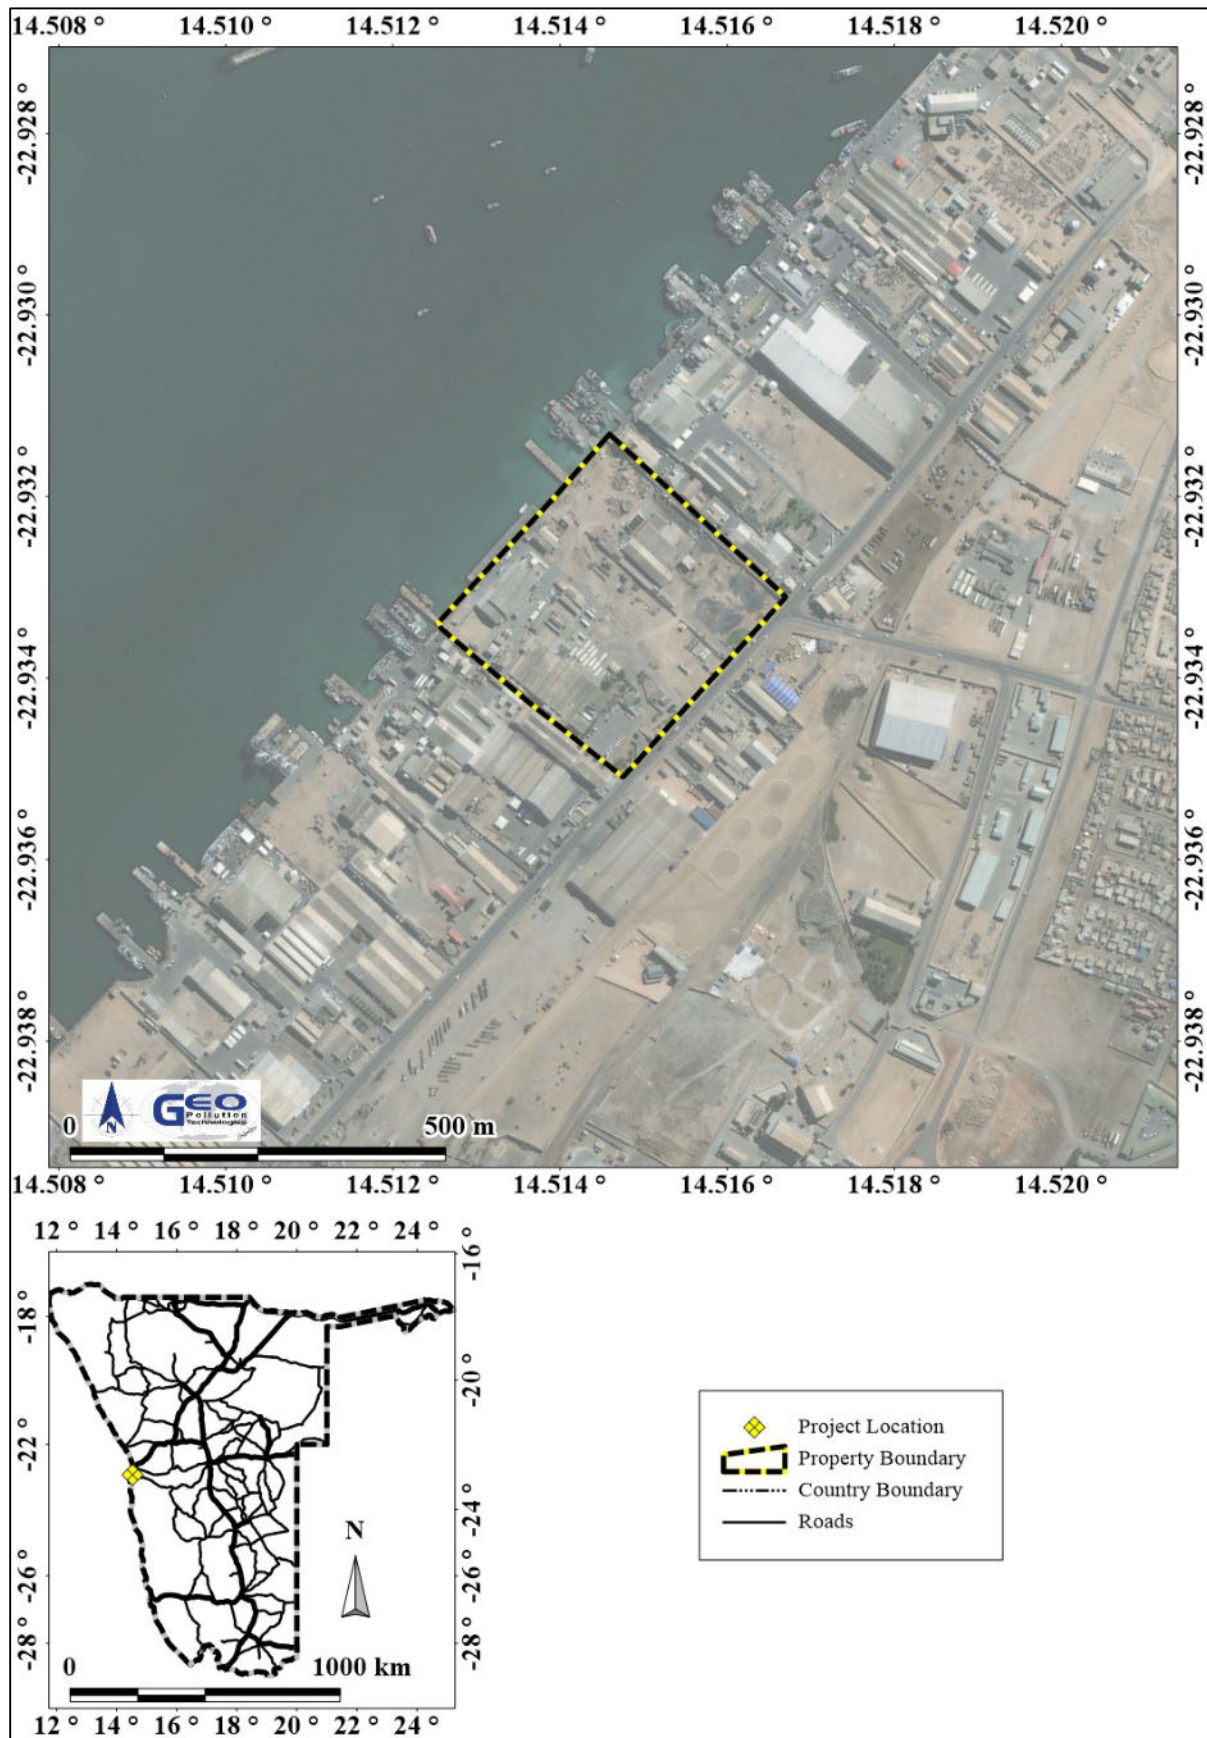 14.508 ° 14.510 ° 14.512 ° 14.514 ° 14.516 ° 14.518 ° 14.520 °
-22.928 ° -22.928 °
-22.930 ° -22.930 °
-22.932 ° -22.932 °
-22.934 ° -22.934 °
-22.936 ° -22.936 °
-22.938 ° -22.938 °
N
GEO
Pollution
Technologies
0 500 m
14.508 ° 14.510 ° 14.512 ° 14.514 ° 14.516 ° 14.518 ° 14.520 °
12 ° 14 ° 16 ° 18 ° 20 ° 22 ° 24 °
-16 °
-18 °
-20 °
-22 °
-24 °
-26 °
-28 ° -28 °
N
0 1000 km
12 ° 14 ° 16 ° 18 ° 20 ° 22 ° 24 °
Project Location
Property Boundary
Country Boundary
Roads